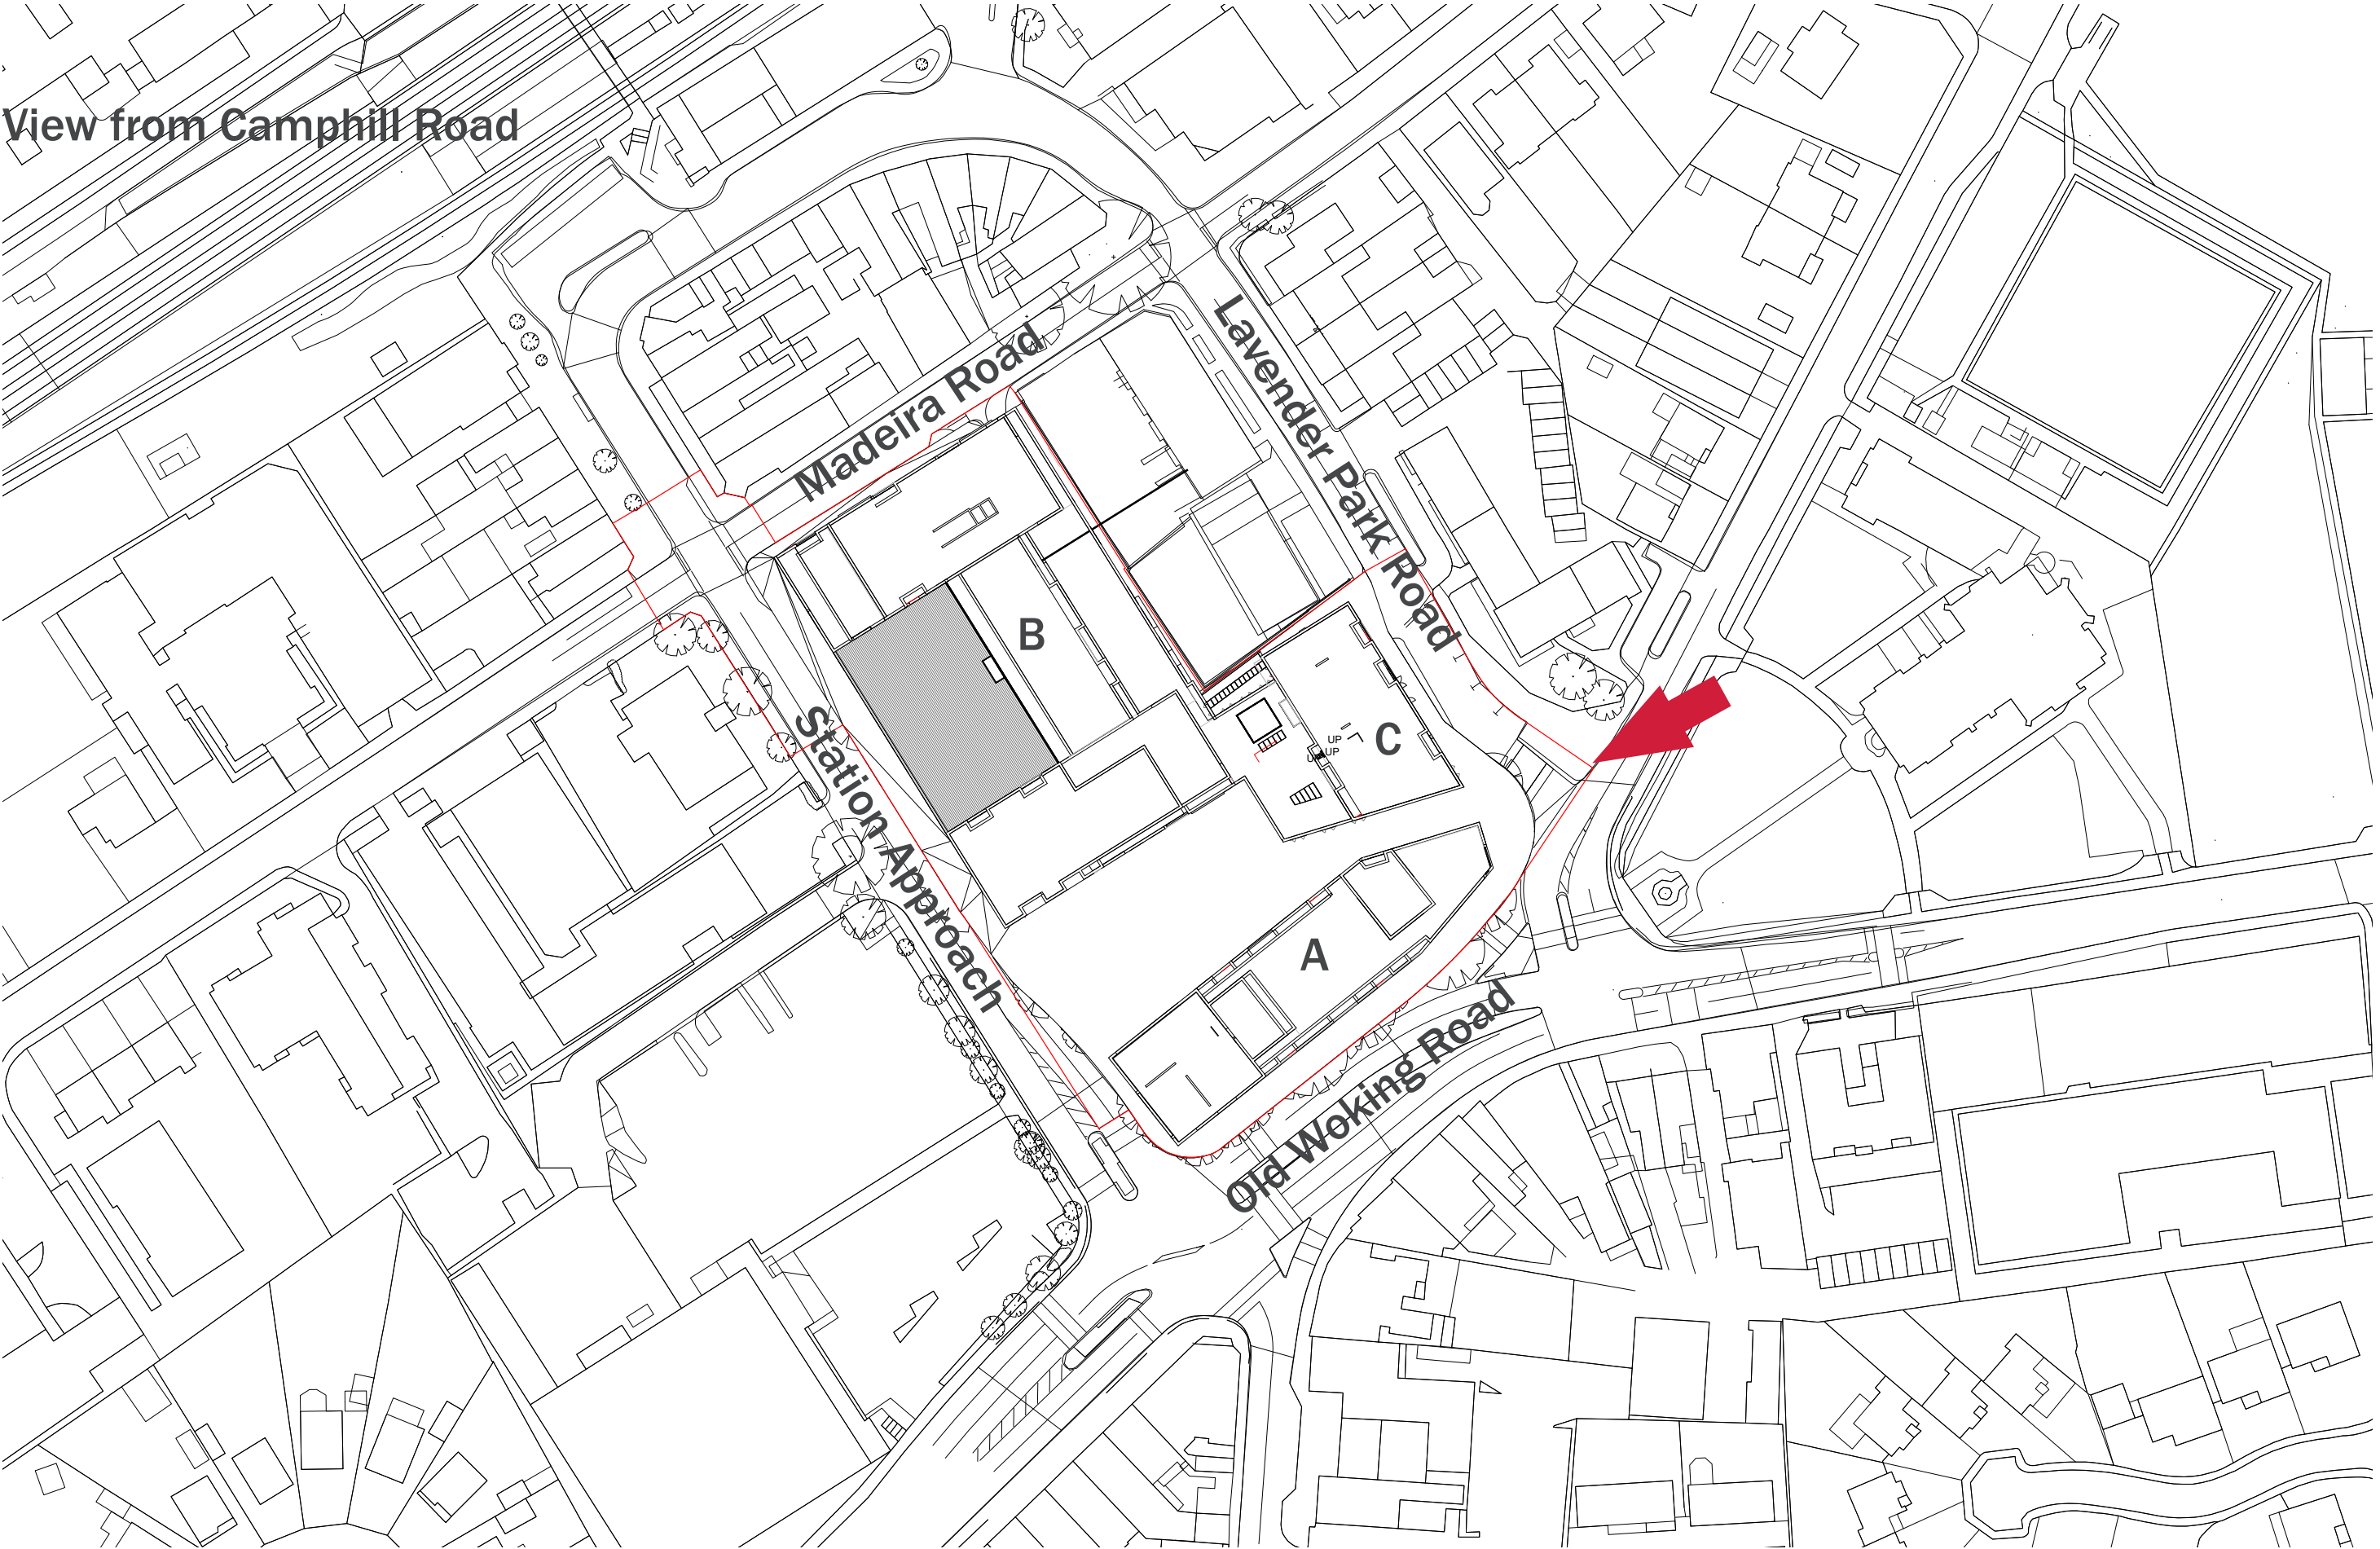 View from Camphill Road
Madeira Road
Lavender Park Road
B
Station Approach
C
UP
UP
A
Old Woking Road